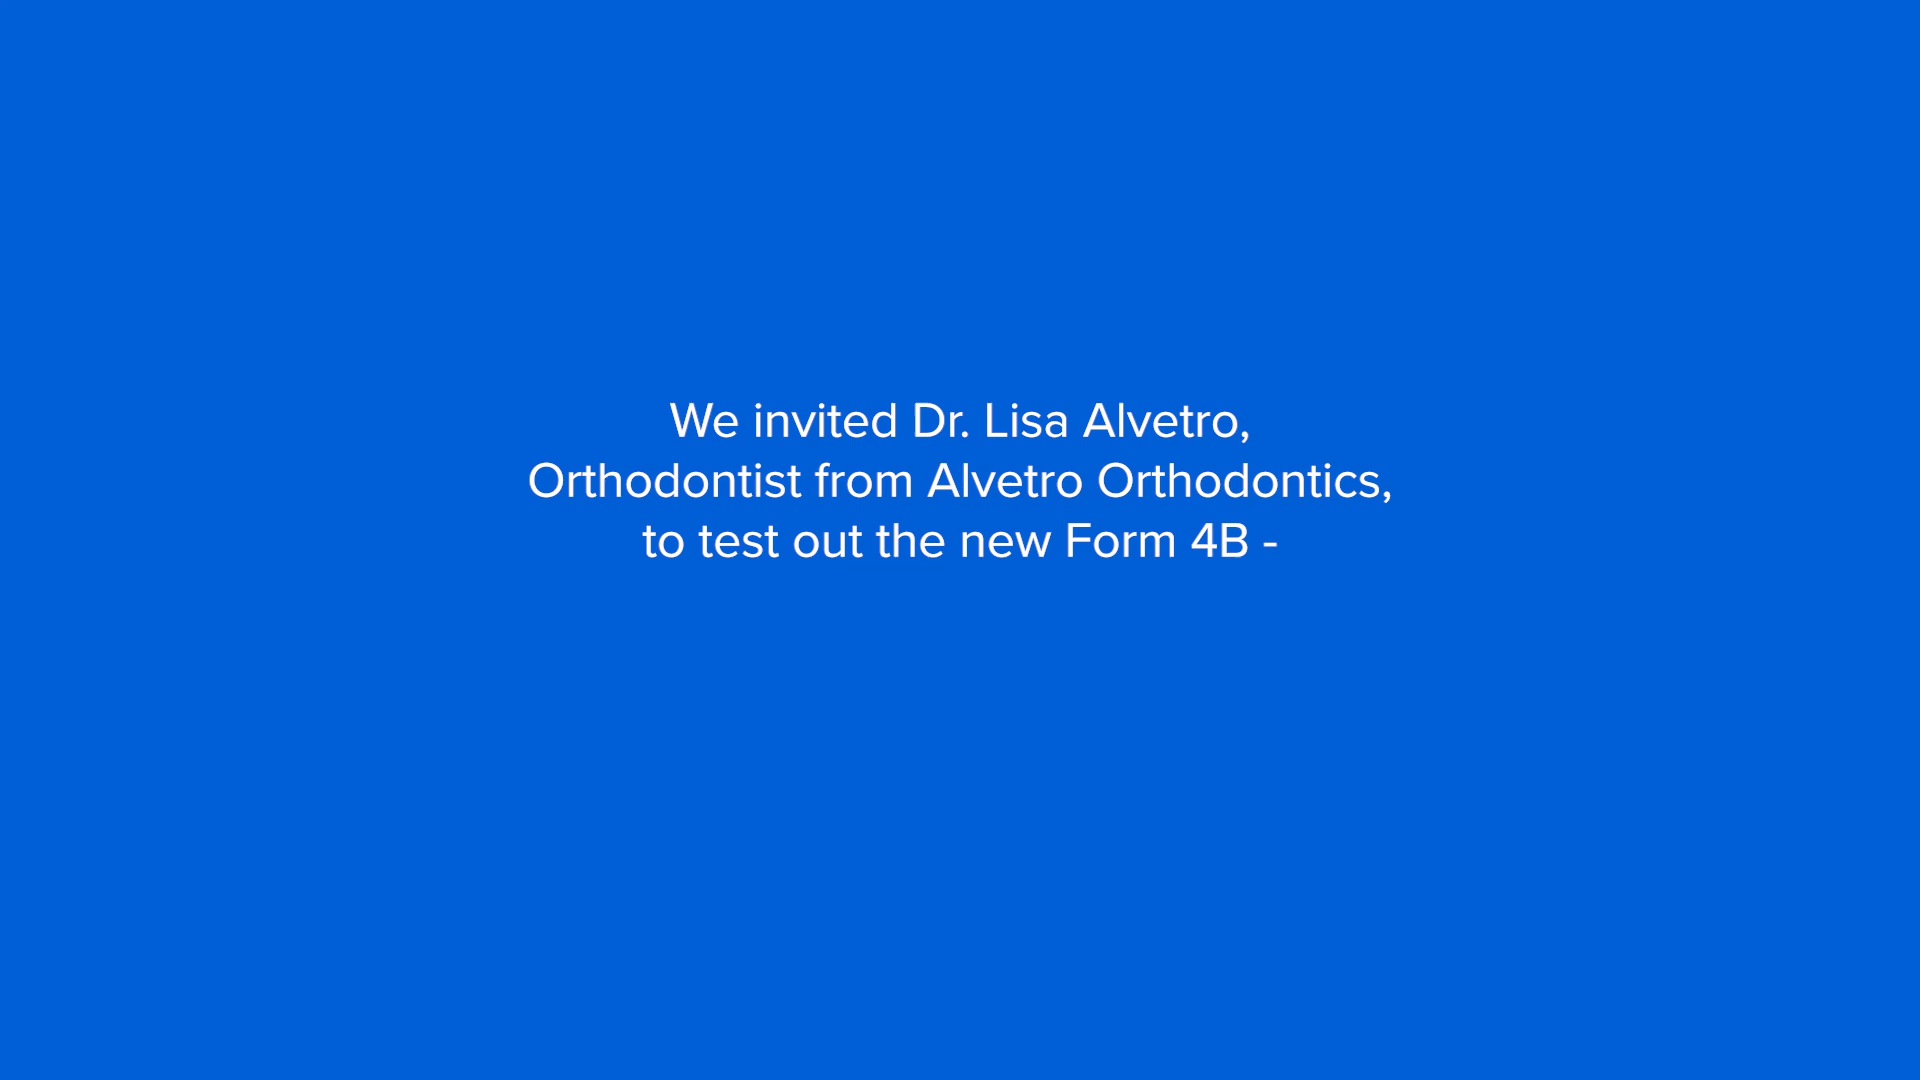 We invited Dr. Lisa Alvetro,
Orthodontist from Alvetro Orthodontics,
to test out the new Form 4B -